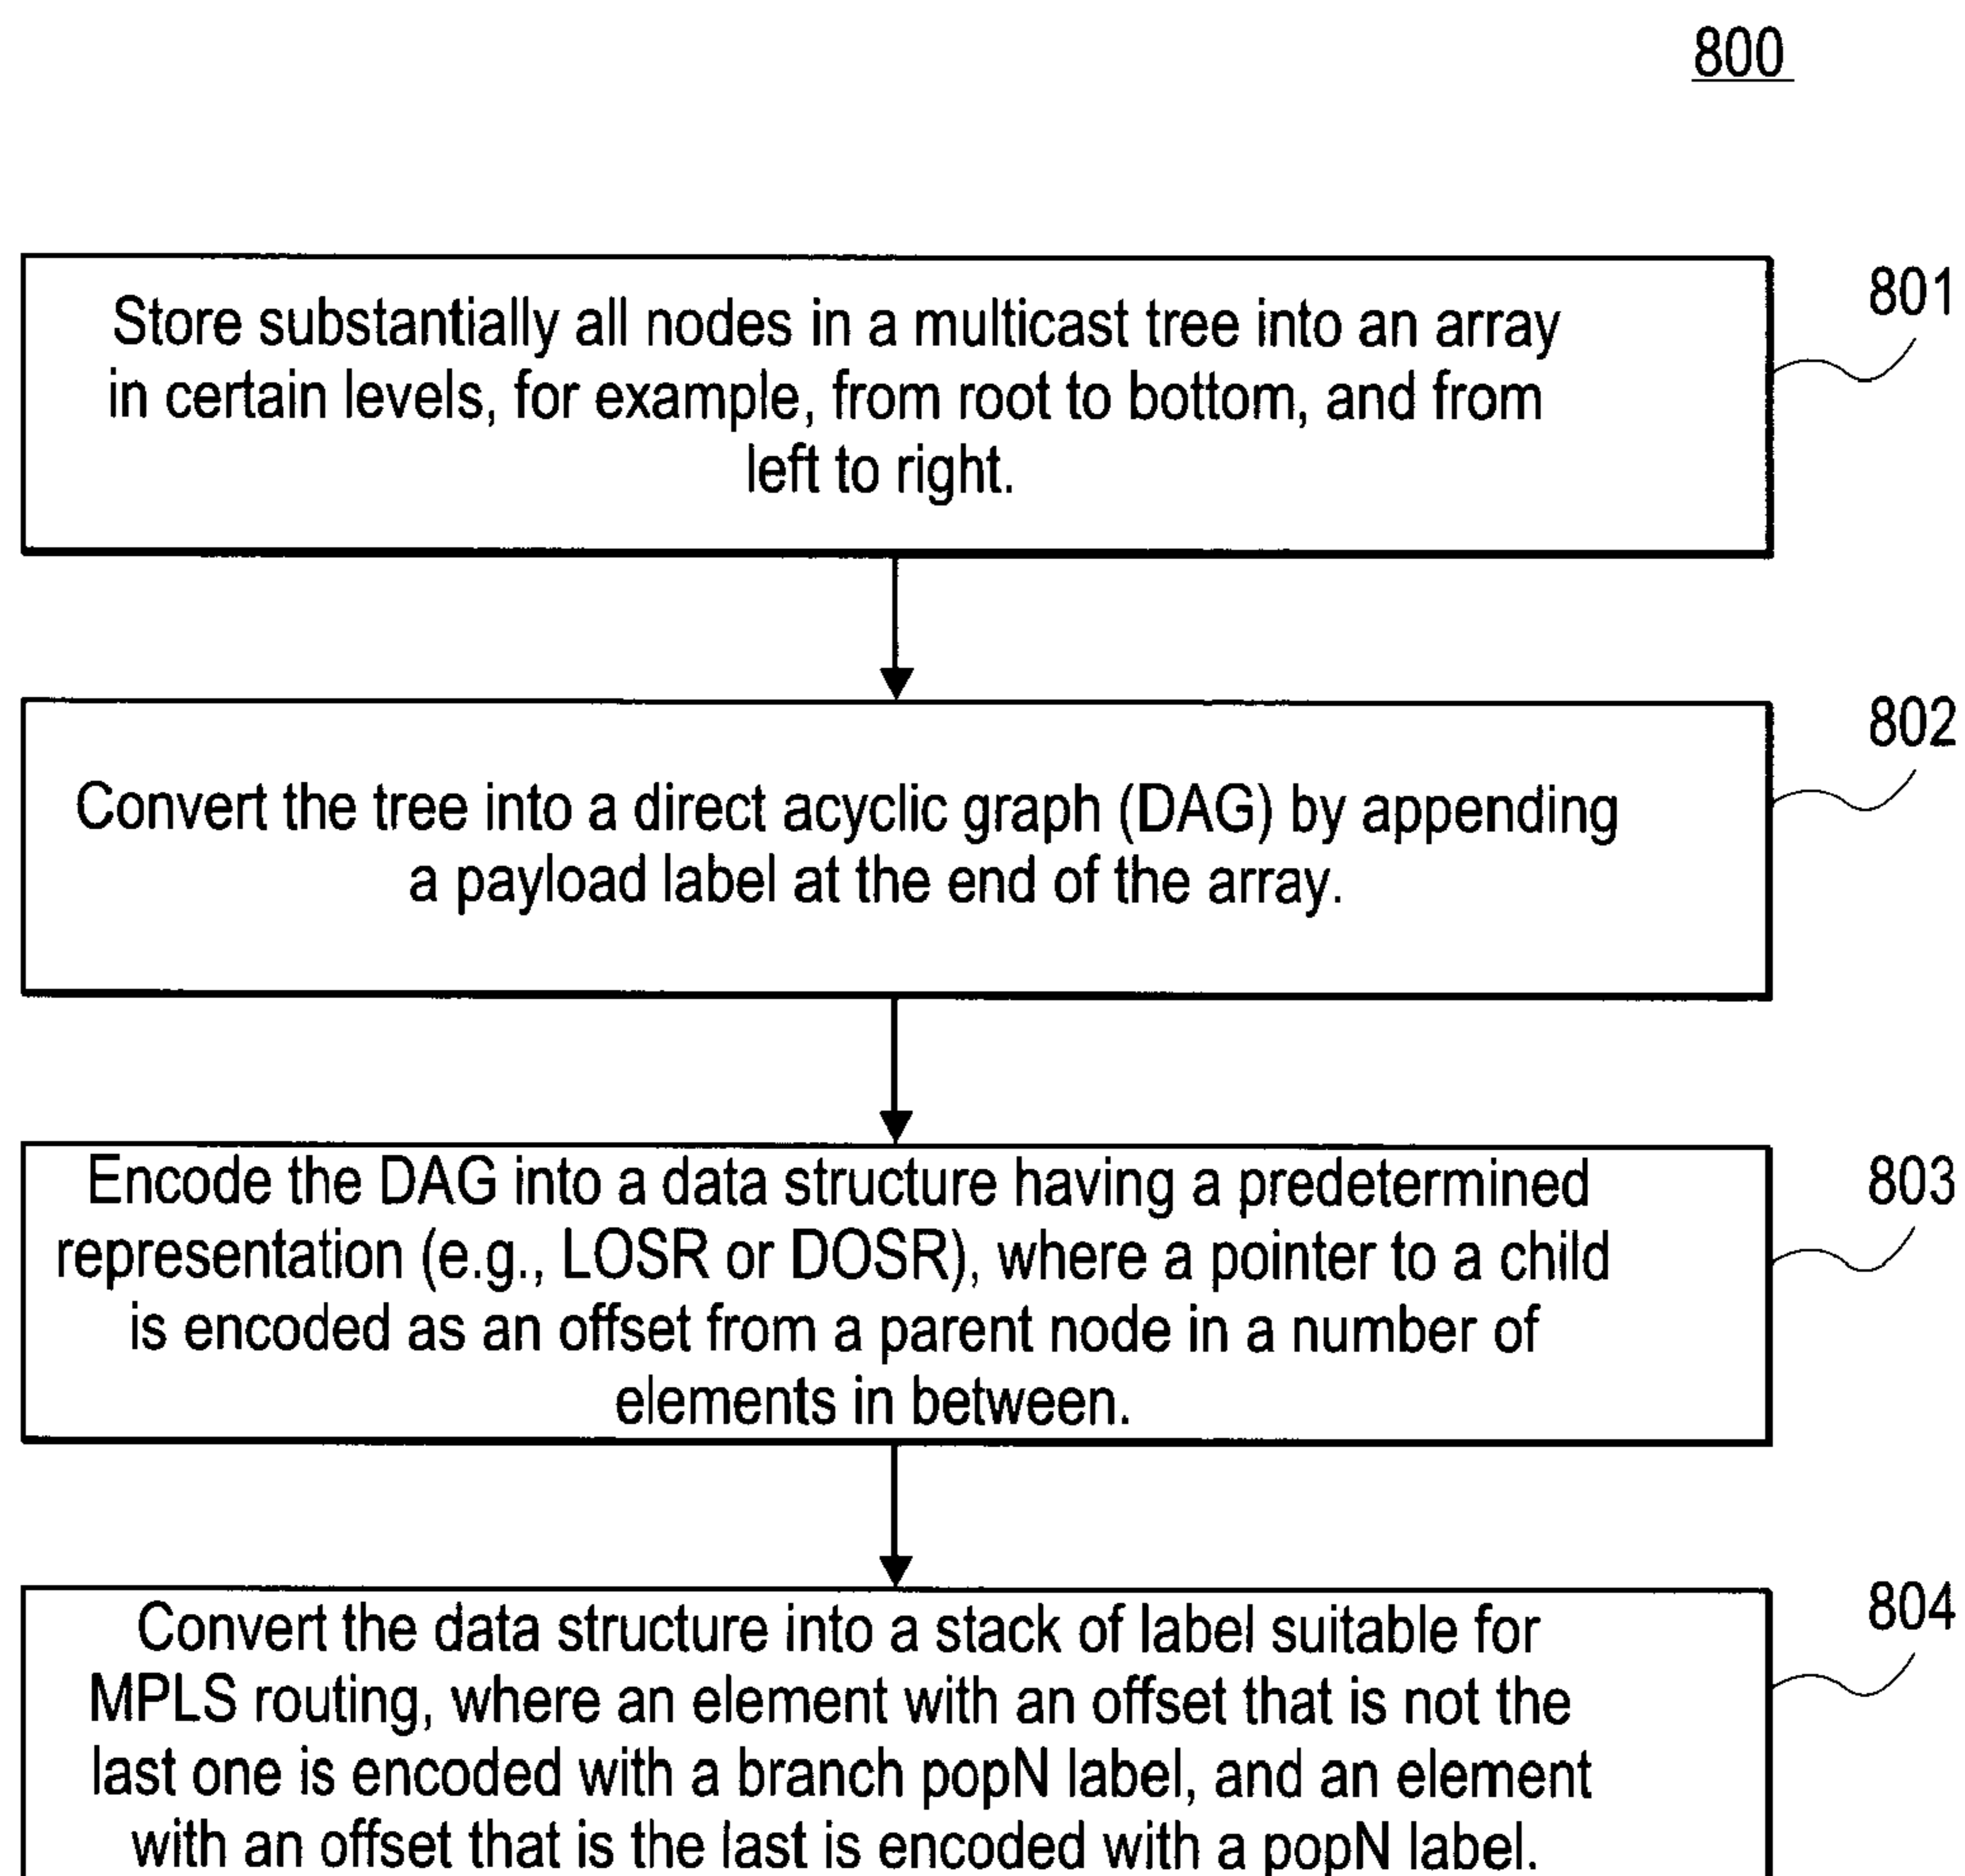 800
Store substantially all nodes in a multicast tree into an array
in certain levels, for example, from root to bottom, and from
left to right.
801
Convert the tree into a direct acyclic graph (DAG) by appending
a payload label at the end of the array.
802
Encode the DAG into a data structure having a predetermined
representation (e.g., LOSR or DOSR), where a pointer to a child
is encoded as an offset from a parent node in a number of
elements in between.
803
Convert the data structure into a stack of label suitable for
MPLS routing, where an element with an offset that is not the
last one is encoded with a branch popN label, and an element
with an offset that is the last is encoded with a popN label.
804